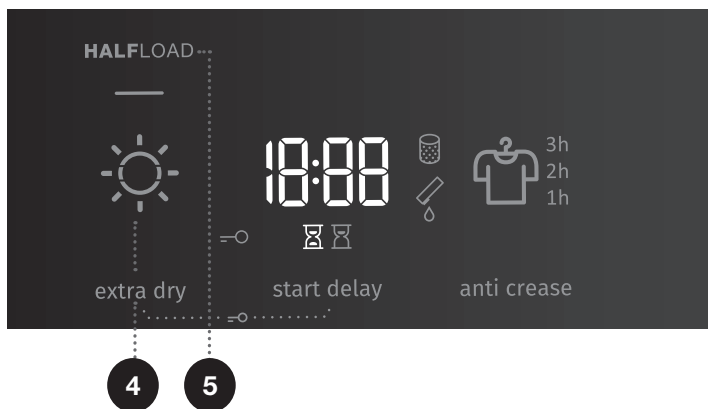 HALFLOAD
18:88
3h
2h
1h
extra dry
start delay
anti crease
4
5